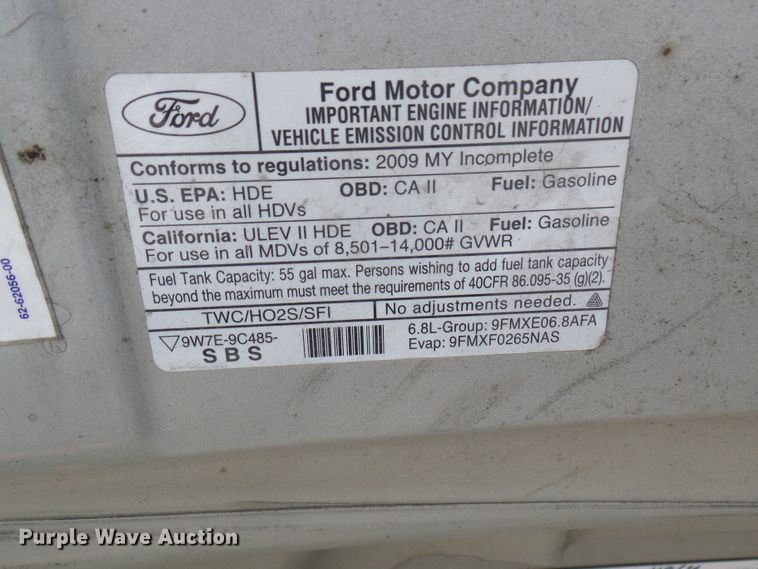 Ford
Ford Motor Company
IMPORTANT ENGINE INFORMATION/
VEHICLE EMISSION CONTROL INFORMATION
Conforms to regulations: 2009 MY Incomplete
U.S. EPA: HDE OBD: CA II Fuel: Gasoline
For use in all HDVs
California: ULEV II HDE OBD: CA II Fuel: Gasoline
For use in all MDVs of 8,501–14,000# GVWR
Fuel Tank Capacity: 55 gal max. Persons wishing to add fuel tank capacity
beyond the maximum must meet the requirements of 40CFR 86.095-35 (g)(2).
TWC/HO2S/SFI No adjustments needed.
9W7E-9C485-
SBS
6.8L-Group: 9FMXE06.8AFA
Evap: 9FMXF0265NAS
62-62056-00
Purple Wave Auction